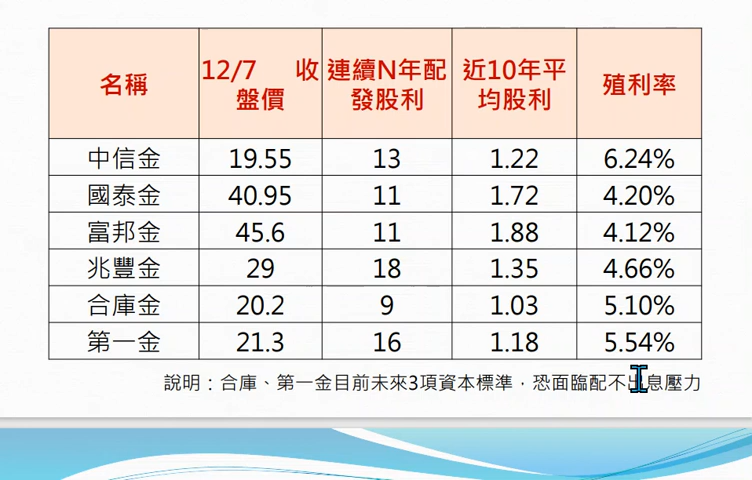 名稱 12/7 收盤價 連續N年配發股利 近10年平均股利 殖利率
中信金 19.55 13 1.22 6.24%
國泰金 40.95 11 1.72 4.20%
富邦金 45.6 11 1.88 4.12%
兆豐金 29 18 1.35 4.66%
合庫金 20.2 9 1.03 5.10%
第一金 21.3 16 1.18 5.54%
說明：合庫、第一金目前未來3項資本標準，恐面臨配不出息壓力